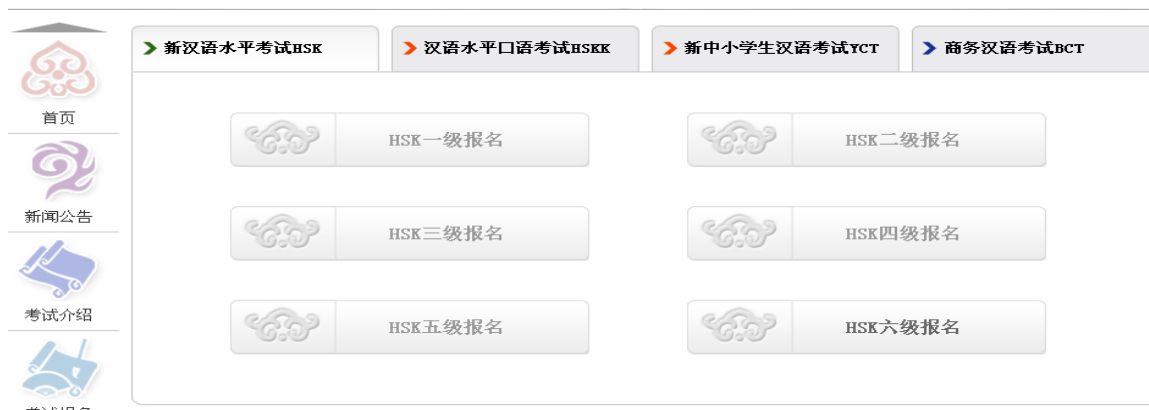 新汉语水平考试HSK
汉语水平口语考试HSKK
新中小学生汉语考试YCT
商务汉语考试BCT
首页
新闻公告
考试介绍
HSK一级报名
HSK二级报名
HSK三级报名
HSK四级报名
HSK五级报名
HSK六级报名